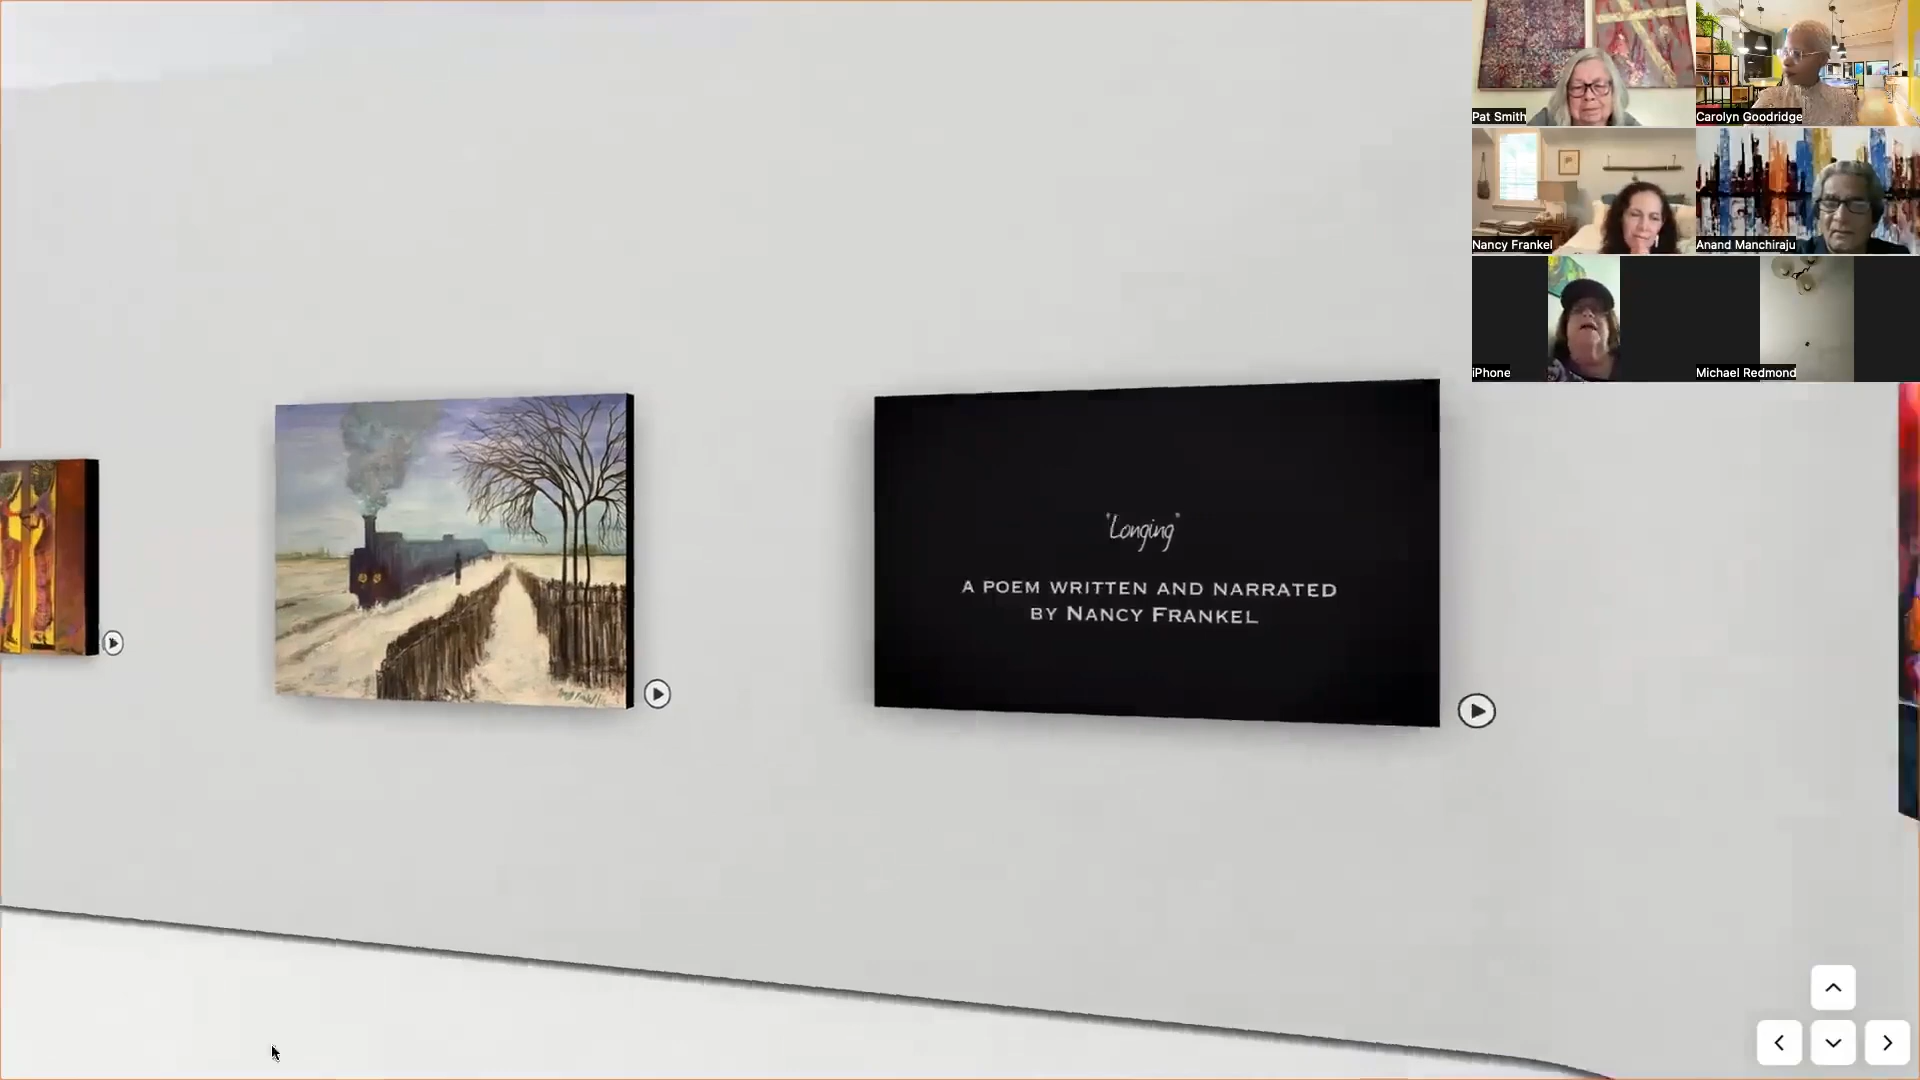 Pat Smith
Carolyn Goodridge
Nancy Frankel
Anand Manchiraju
iPhone
Michael Redmond
"Longing"
A POEM WRITTEN AND NARRATED
BY NANCY FRANKEL